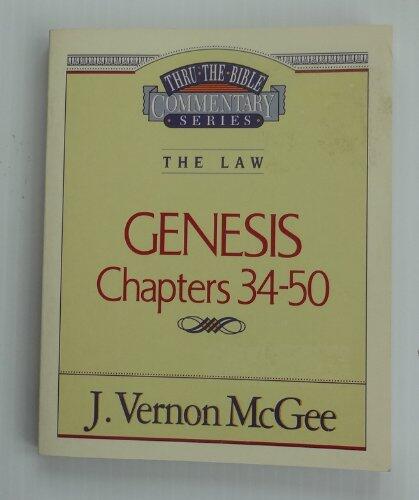 THRU•THE•BIBLE
COMMENTARY
• SERIES •
THE LAW
GENESIS
Chapters 34-50
J. Vernon McGee